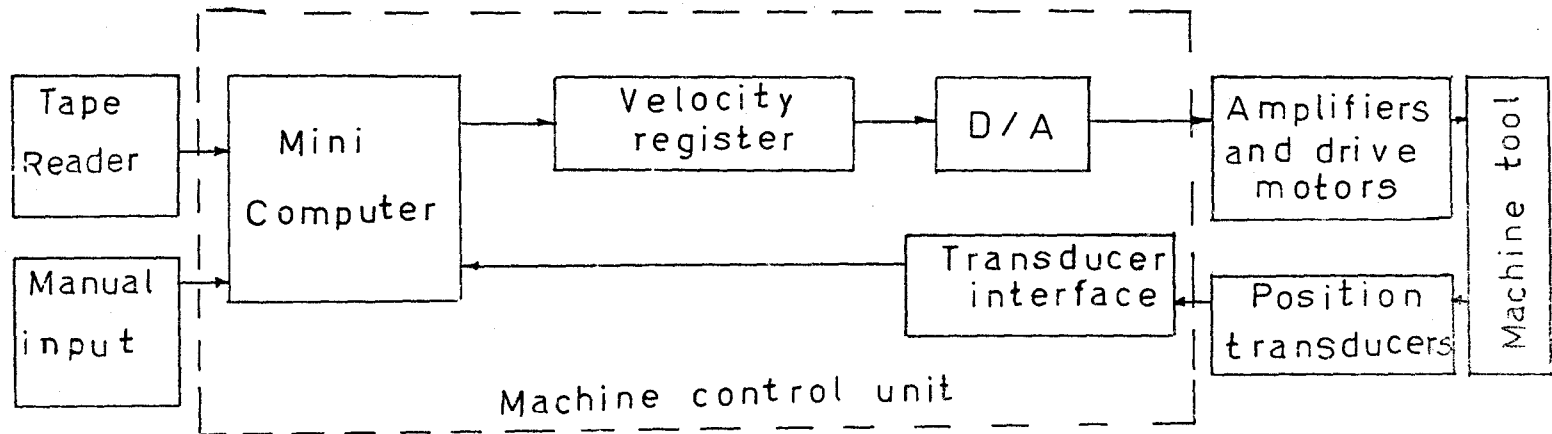 Tape
Reader
Manual
input
Mini
Computer
Velocity
register
D/A
Transducer
interface
Machine control unit
Amplifiers
and drive
motors
Position
transducers
Machine tool